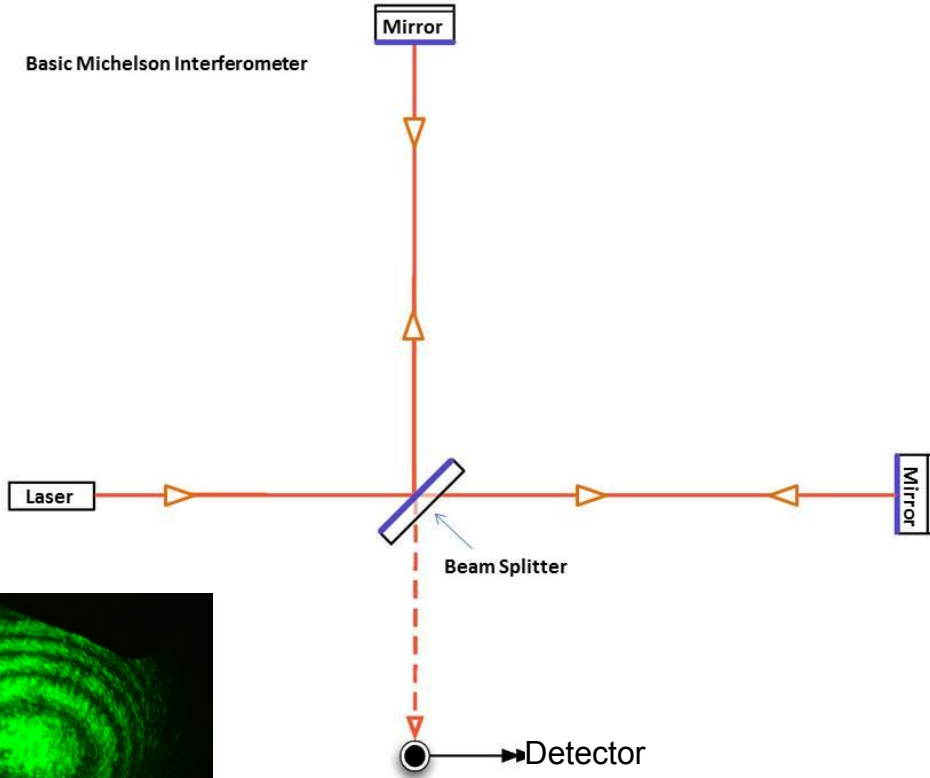 Mirror
Basic Michelson Interferometer
Laser
Mirror
Beam Splitter
Detector